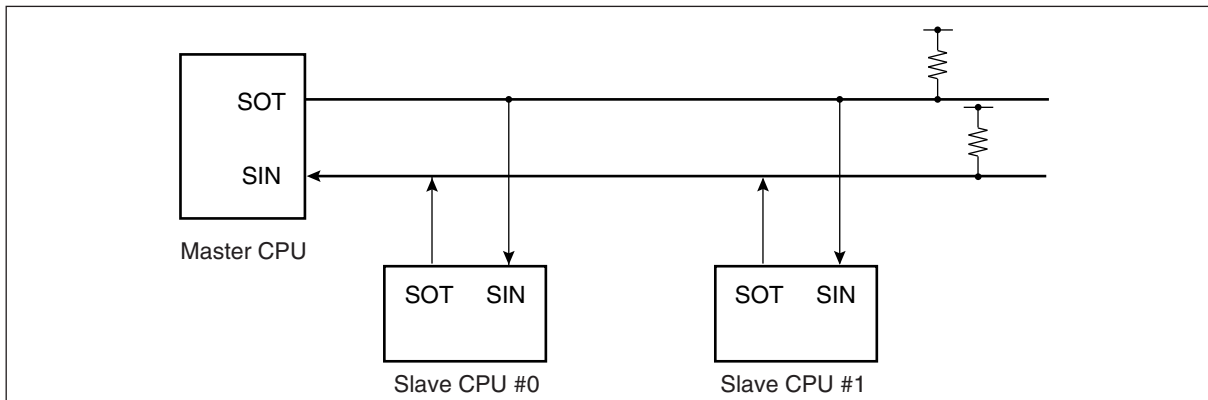 SOT
SIN
Master CPU
SOT SIN
Slave CPU #0
SOT SIN
Slave CPU #1